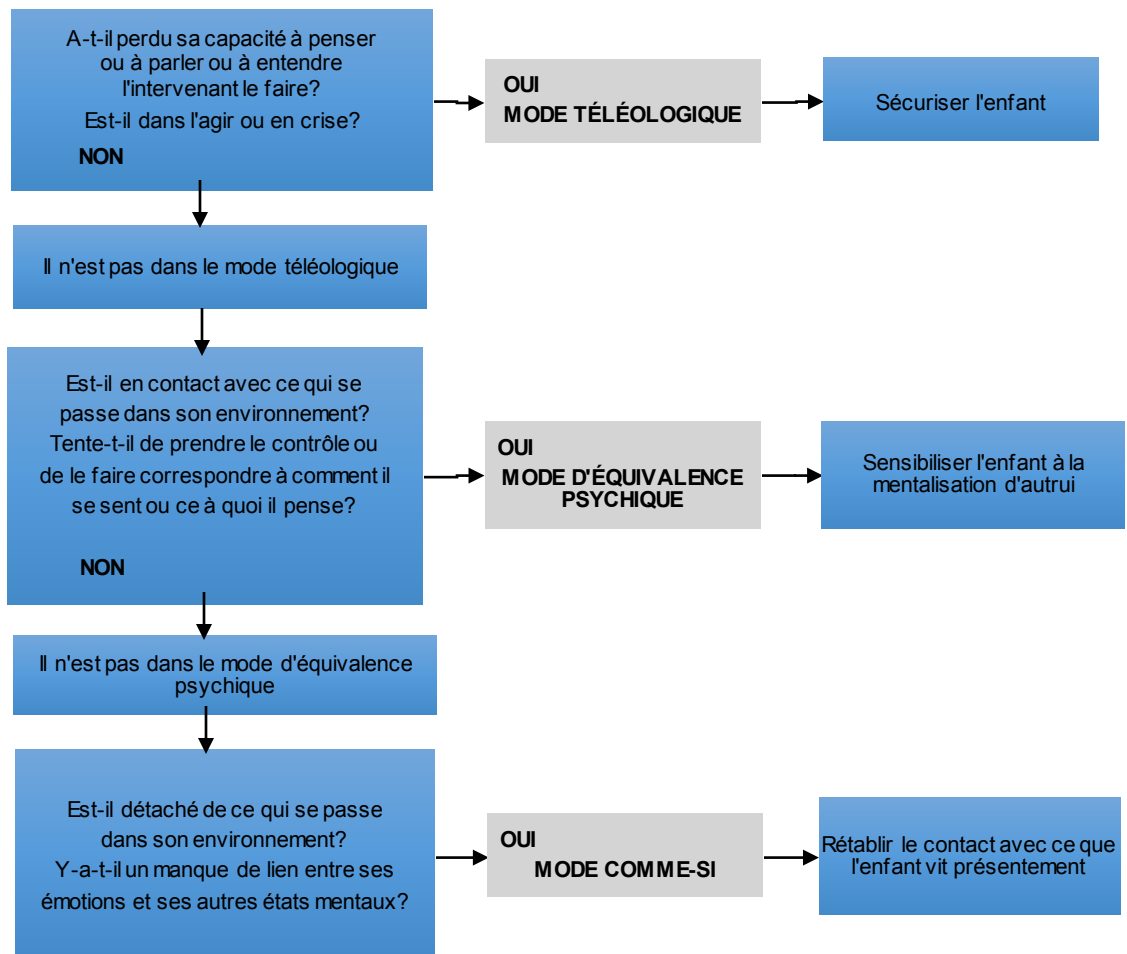 A-t-il perdu sa capacité à penser
ou à parler ou à entendre
l'intervenant le faire?
Est-il dans l'agir ou en crise?
NON
OUI
MODE TÉLÉOLOGIQUE
Sécuriser l'enfant
Il n'est pas dans le mode téléologique
Est-il en contact avec ce qui se
passe dans son environnement?
Tente-t-il de prendre le contrôle ou
de le faire correspondre à comment il
se sent ou ce à quoi il pense?
NON
OUI
MODE D'ÉQUIVALENCE
PSYCHIQUE
Sensibiliser l'enfant à la
mentalisation d'autrui
Il n'est pas dans le mode d'équivalence
psychique
Est-il détaché de ce qui se passe
dans son environnement?
Y-a-t-il un manque de lien entre ses
émotions et ses autres états mentaux?
OUI
MODE COMME-SI
Rétablir le contact avec ce que
l'enfant vit présentement